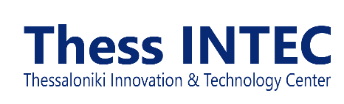 Thess INTEC
Thessaloniki Innovation & Technology Center